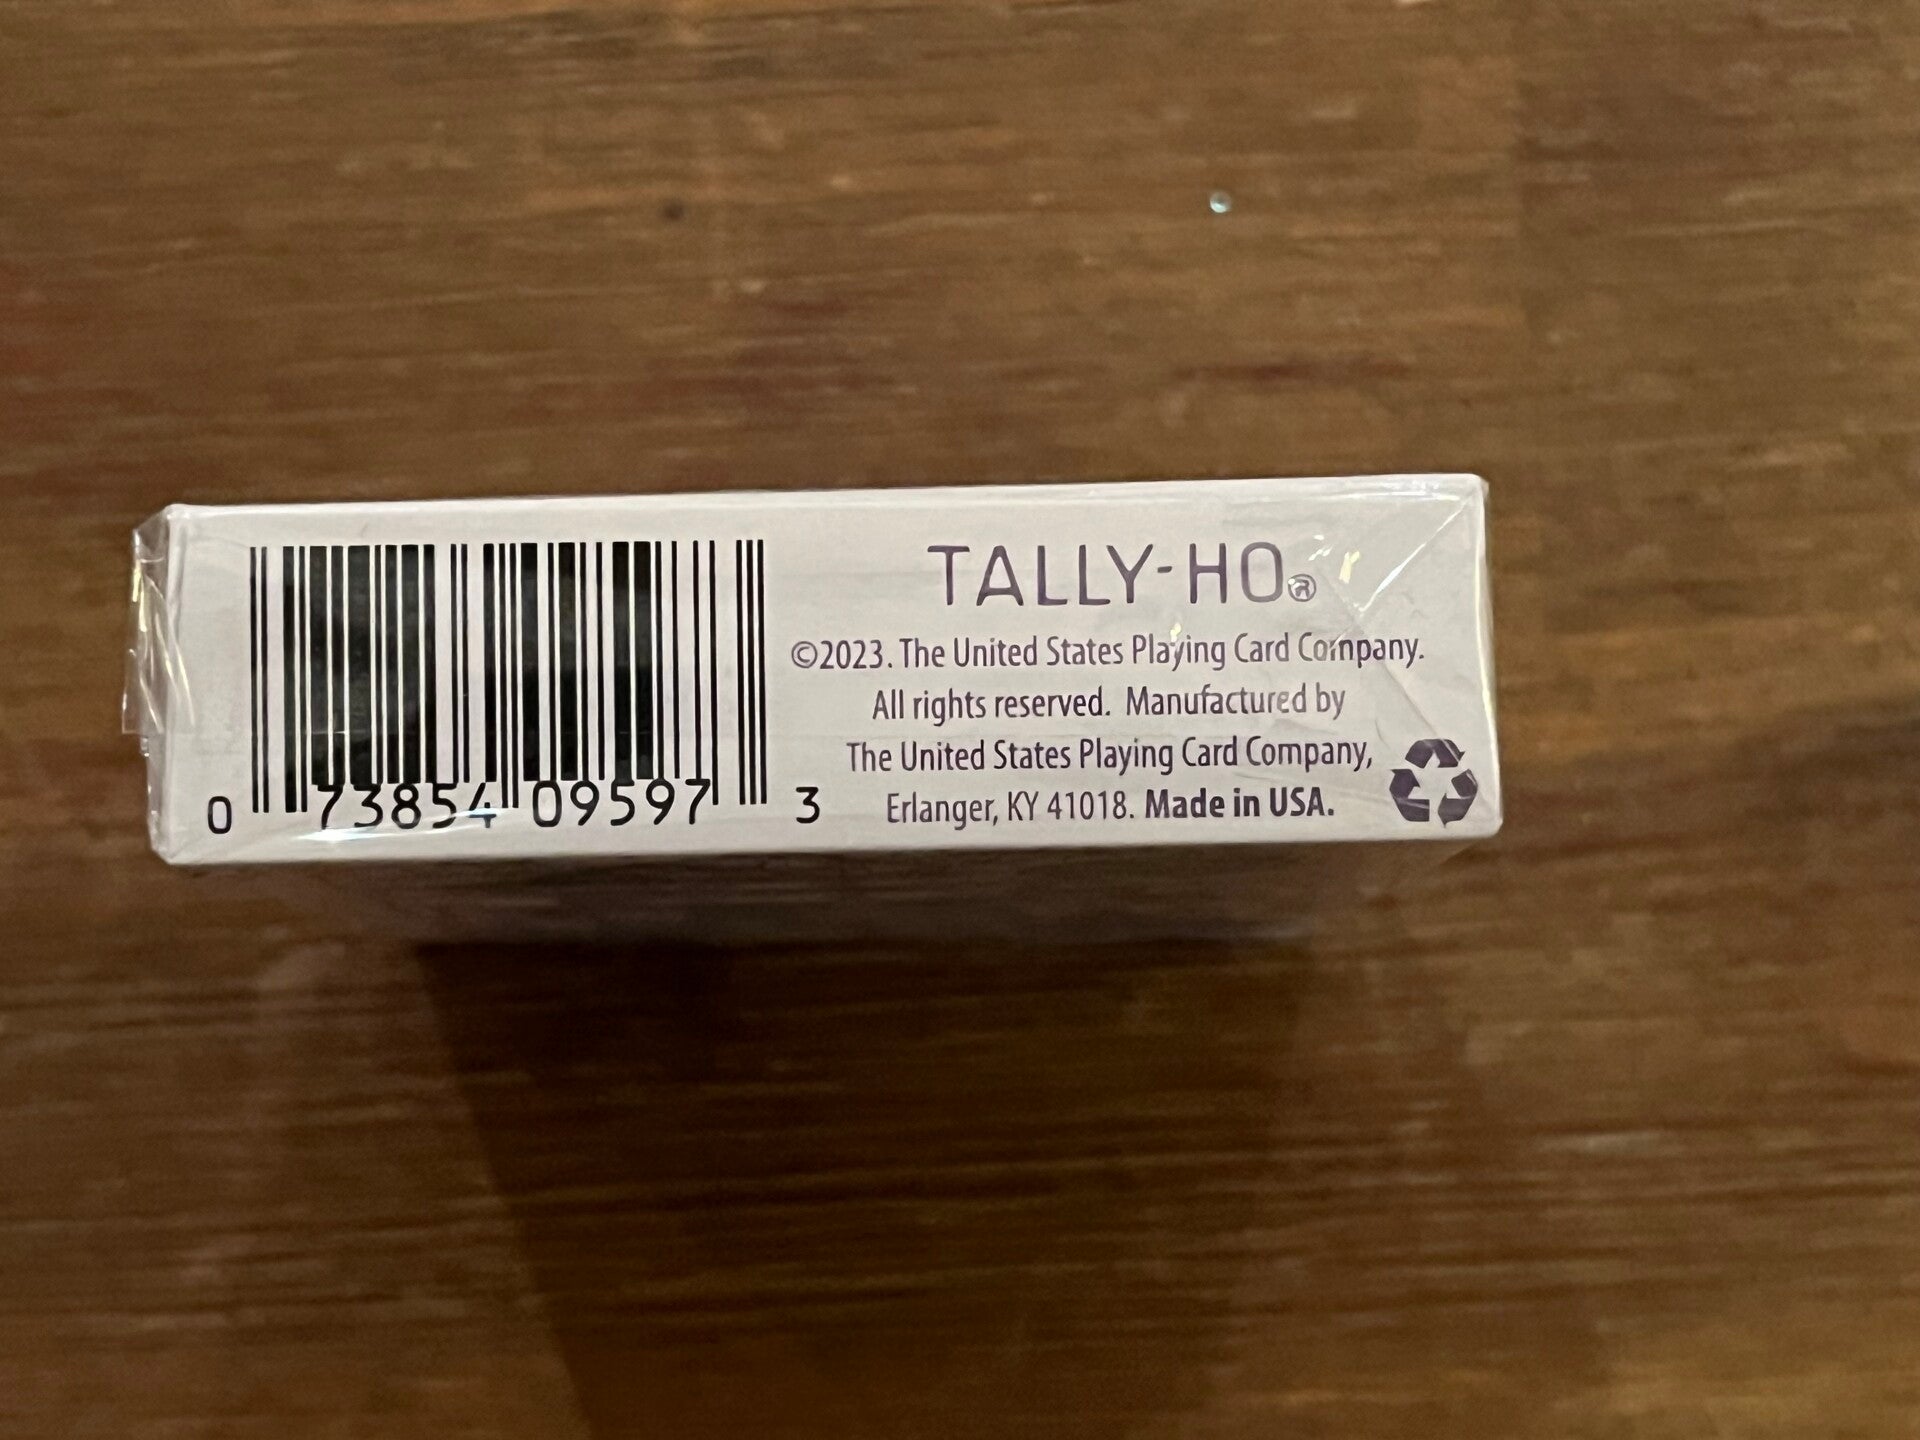 TALLY-HO®
©2023. The United States Playing Card Company.
All rights reserved. Manufactured by
The United States Playing Card Company,
Erlanger, KY 41018. Made in USA.
0 73854 09597 3